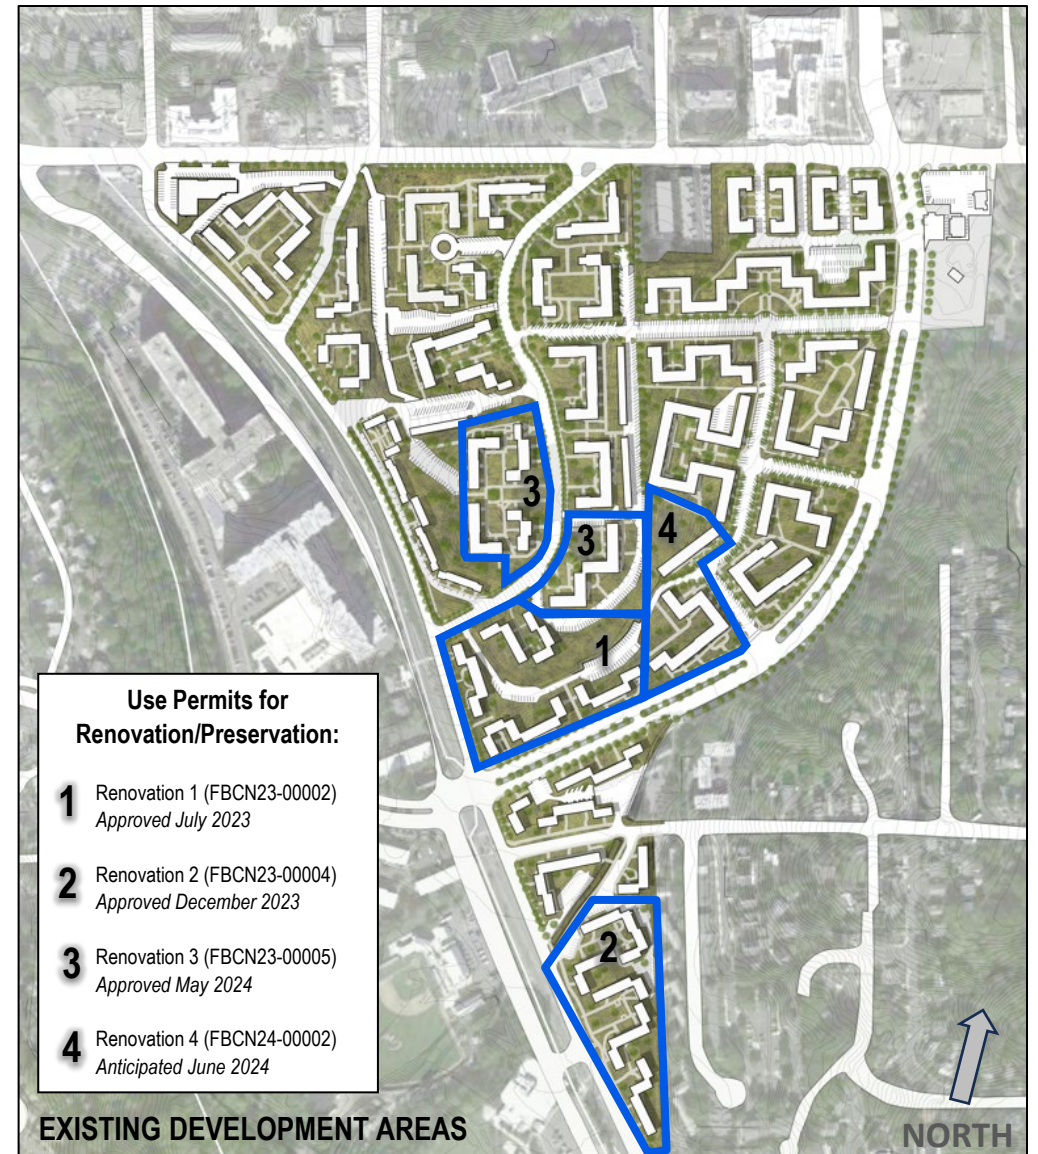 3
3
4
1
2
Use Permits for
Renovation/Preservation:
1 Renovation 1 (FBCN23-00002)
Approved July 2023
2 Renovation 2 (FBCN23-00004)
Approved December 2023
3 Renovation 3 (FBCN23-00005)
Approved May 2024
4 Renovation 4 (FBCN24-00002)
Anticipated June 2024
EXISTING DEVELOPMENT AREAS
NORTH